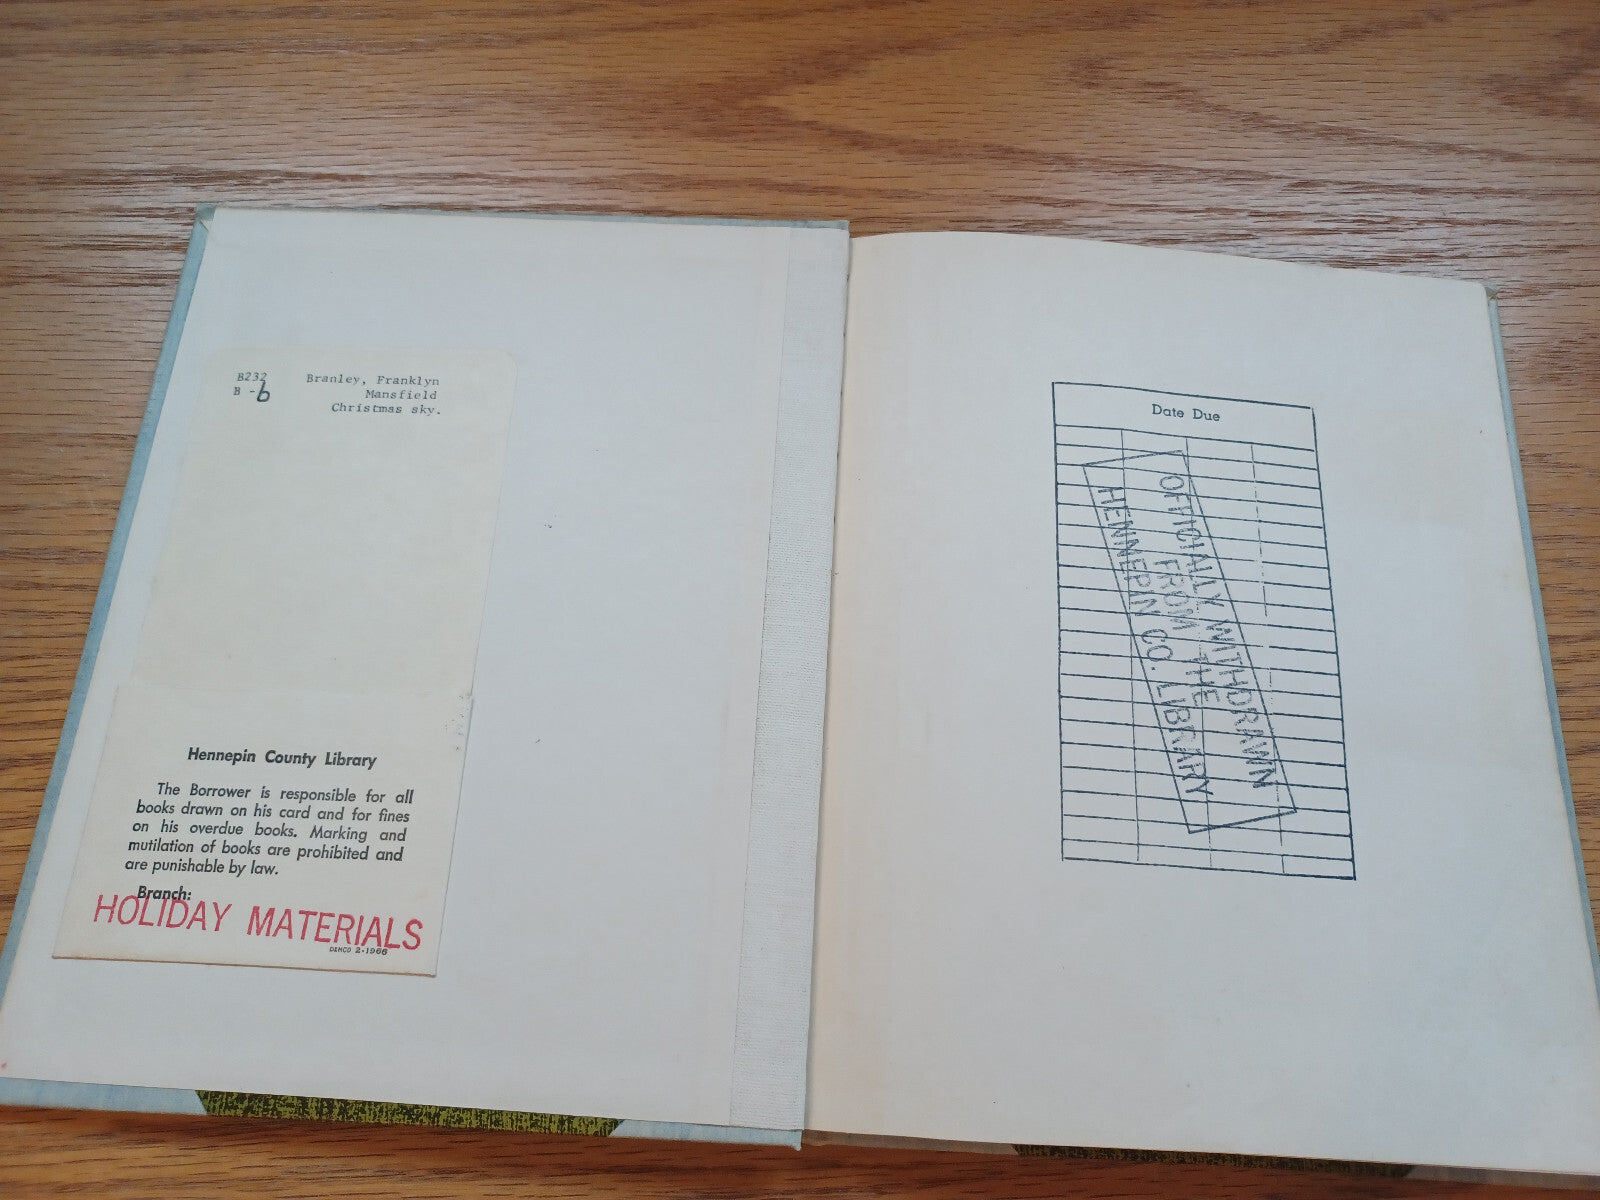 B232 Branley, Franklyn
B -b Mansfield
Christmas sky.
Hennepin County Library
The Borrower is responsible for all
books drawn on his card and for fines
on his overdue books. Marking and
mutilation of books are prohibited and
are punishable by law.
Branch:
HOLIDAY MATERIALS
DEMCO 2-1966
Date Due
OFFICIALLY WITHDRAWN
FROM THE
HENNEPIN CO. LIBRARY